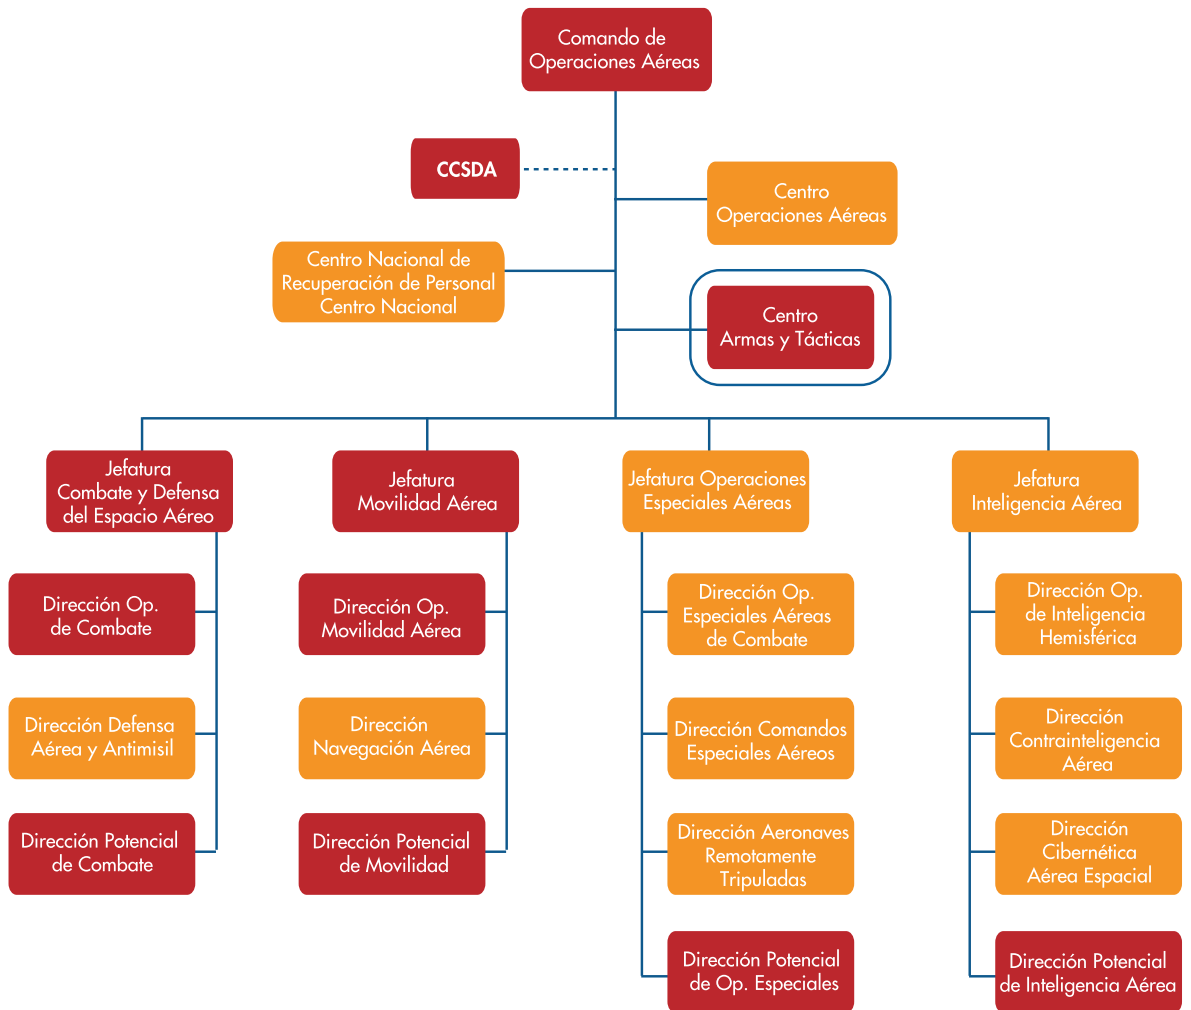 Comando de
Operaciones Aéreas
CCSDA
Centro
Operaciones Aéreas
Centro Nacional de
Recuperación de Personal
Centro Nacional
Centro
Armas y Tácticas
Jefatura
Combate y Defensa
del Espacio Aéreo
Jefatura
Movilidad Aérea
Jefatura Operaciones
Especiales Aéreas
Jefatura
Inteligencia Aérea
Dirección Op.
de Combate
Dirección Op.
Movilidad Aérea
Dirección Op.
Especiales Aéreas
de Combate
Dirección Op.
de Inteligencia
Hemisférica
Dirección Defensa
Aérea y Antimisil
Dirección
Navegación Aérea
Dirección Comandos
Especiales Aéreos
Dirección
Contrainteligencia
Aérea
Dirección Potencial
de Combate
Dirección Potencial
de Movilidad
Dirección Aeronaves
Remotamente
Tripuladas
Dirección
Cibernética
Aérea Espacial
Dirección Potencial
de Op. Especiales
Dirección Potencial
de Inteligencia Aérea